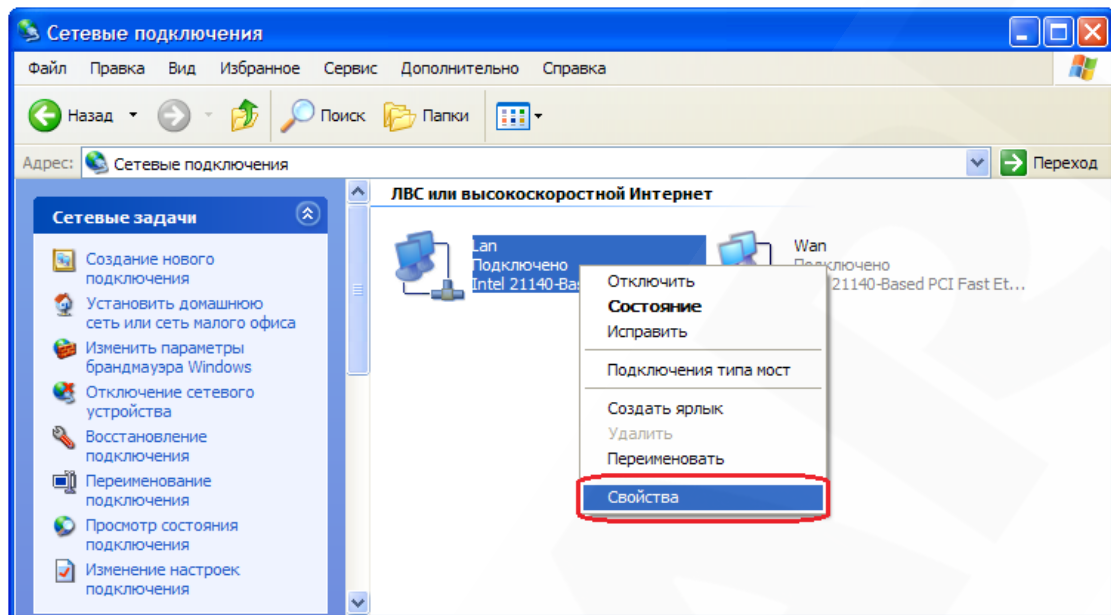 Сетевые подключения
Файл Правка Вид Избранное Сервис Дополнительно Справка
Назад Поиск Папки
Адрес: Сетевые подключения Переход
Сетевые задачи
Создание нового
подключения
Установить домашнюю
сеть или сеть малого офиса
Изменить параметры
брандмауэра Windows
Отключение сетевого
устройства
Восстановление
подключения
Переименование
подключения
Просмотр состояния
подключения
Изменение настроек
подключения
ЛВС или высокоскоростной Интернет
Lan
Подключено
Intel 21140-Bas
Wan
Подключено
21140-Based PCI Fast Et...
Отключить
Состояние
Исправить
Подключения типа мост
Создать ярлык
Удалить
Переименовать
Свойства